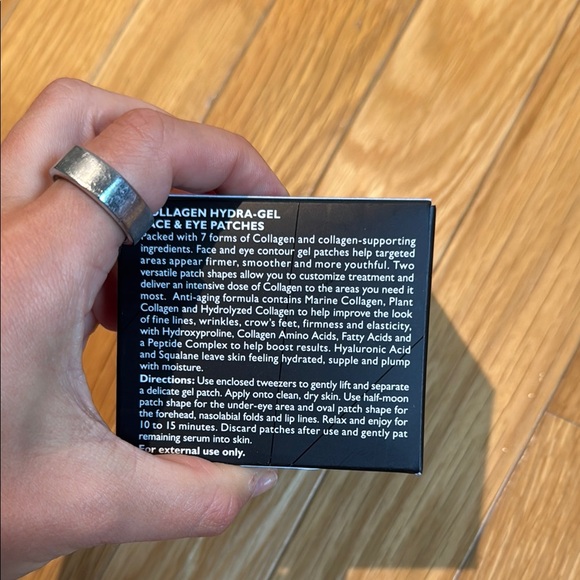 COLLAGEN HYDRA-GEL
FACE & EYE PATCHES
Packed with 7 forms of Collagen and collagen-supporting
ingredients. Face and eye contour gel patches help targeted
areas appear firmer, smoother and more youthful. Two
versatile patch shapes allow you to customize treatment and
deliver an intensive dose of Collagen to the areas you need it
most. Anti-aging formula contains Marine Collagen, Plant
Collagen and Hydrolyzed Collagen to help improve the look
of fine lines, wrinkles, crow's feet, firmness and elasticity,
with Hydroxyproline, Collagen Amino Acids, Fatty Acids and
a Peptide Complex to help boost results. Hyaluronic Acid
and Squalane leave skin feeling hydrated, supple and plump
with moisture.
Directions: Use enclosed tweezers to gently lift and separate
a delicate gel patch. Apply onto clean, dry skin. Use half-moon
patch shape for the under-eye area and oval patch shape for
the forehead, nasolabial folds and lip lines. Relax and enjoy for
10 to 15 minutes. Discard patches after use and gently pat
remaining serum into skin.
For external use only.